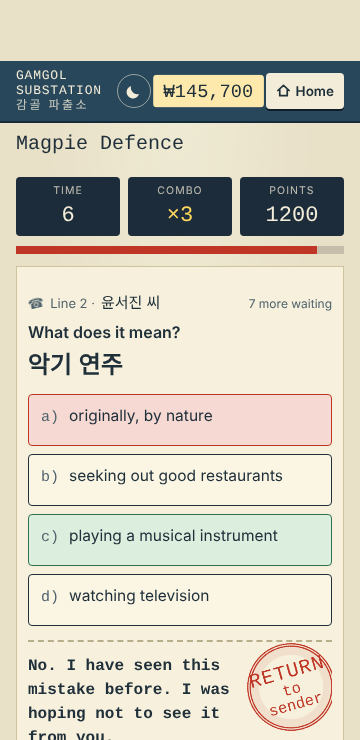 GAMGOL
SUBSTATION
감골 파출소
₩145,700
Home
Magpie Defence
TIME
6
COMBO
×3
POINTS
1200
☎ Line 2 · 윤서진 씨
7 more waiting
What does it mean?
악기 연주
a) originally, by nature
b) seeking out good restaurants
c) playing a musical instrument
d) watching television
No. I have seen this
mistake before. I was
hoping not to see it
from you.
RETURN
to
sender